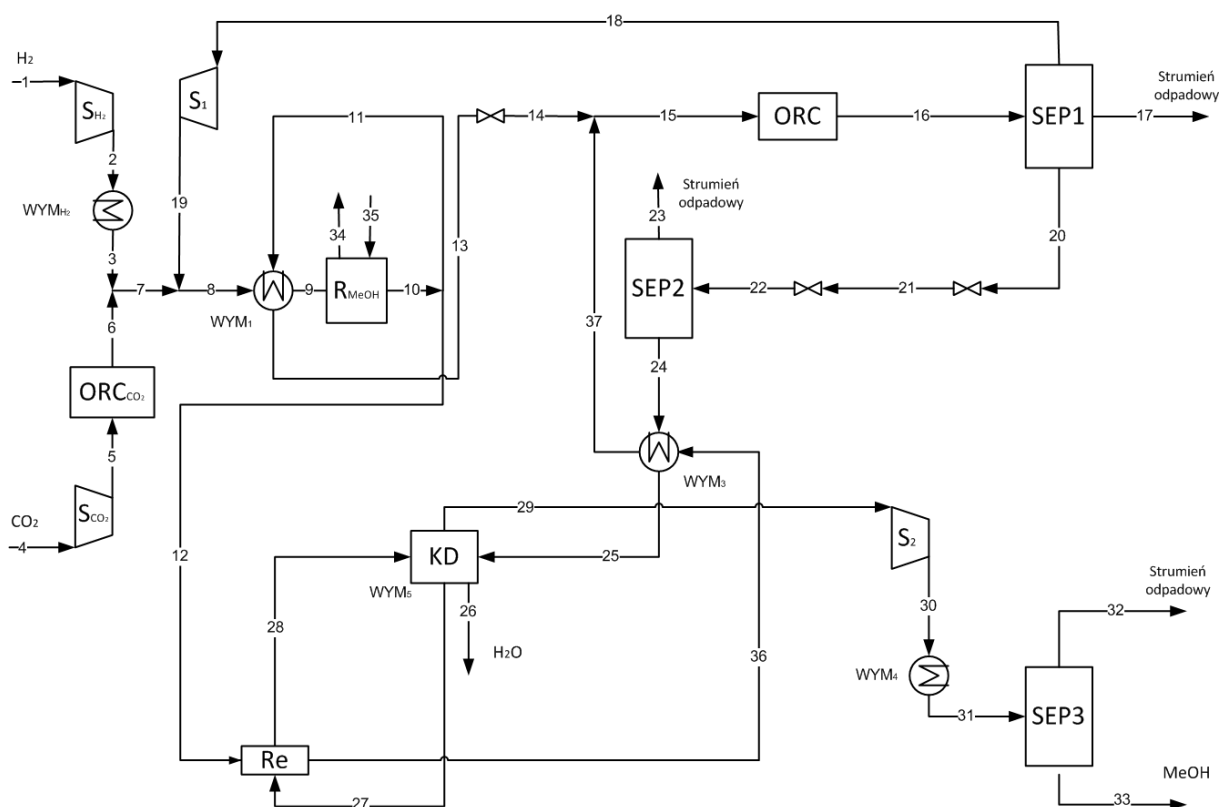 18
H₂
1
S_H₂
S₁
11
14
15
ORC
16
SEP1
Strumień
odpadowy
17
2
WYM_H₂
19
Strumień
odpadowy
23
13
20
34
35
3
7
8
9
R_MeOH
10
WYM₁
SEP2
22
21
6
37
24
ORC_CO₂
5
WYM₃
CO₂
4
S_CO₂
29
12
KD
25
S₂
WYM₅
28
26
H₂O
36
30
Strumień
odpadowy
32
WYM₄
31
SEP3
Re
27
MeOH
33